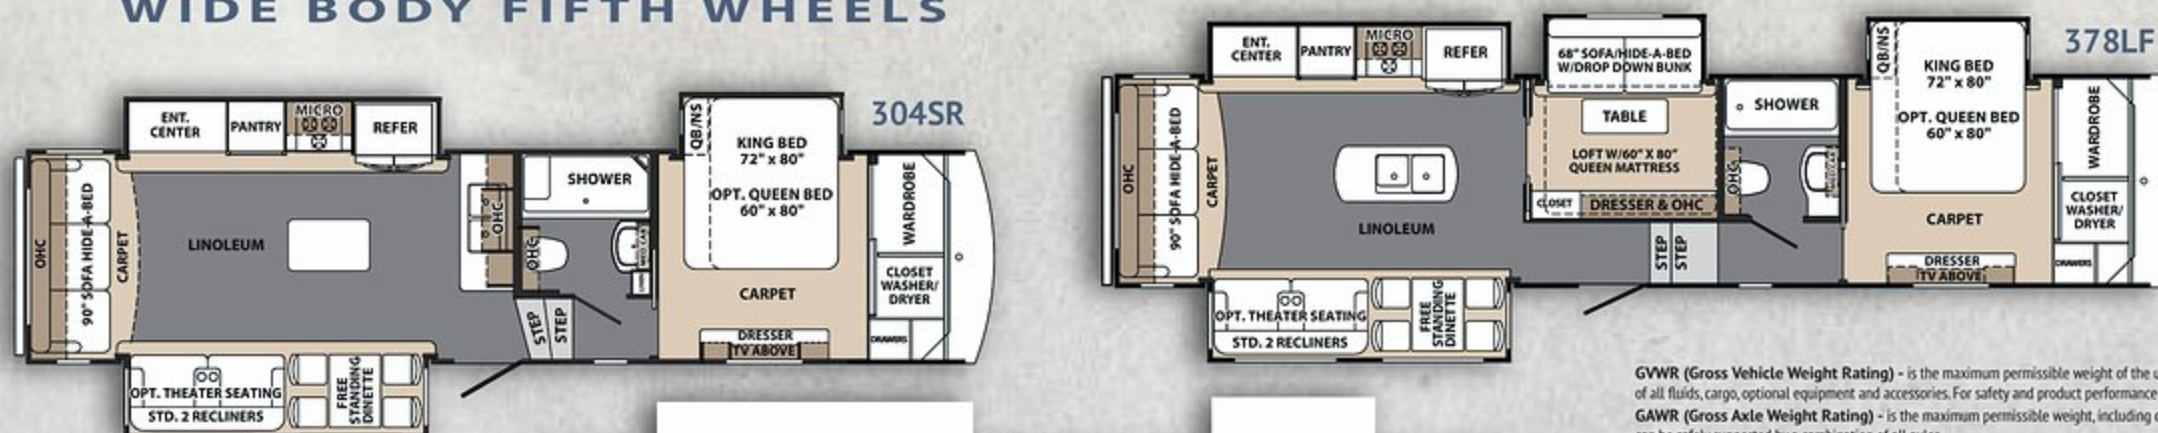 WIDE BODY FIFTH WHEELS
304SR
ENT.
CENTER
PANTRY
MICRO
REFER
OHC
90" SOFA HIDE-A-BED
CARPET
LINOLEUM
OHC
OHC
SHOWER
MED CAB
LINEN
STEP
STEP
OPT. THEATER SEATING
STD. 2 RECLINERS
FREE
STANDING
DINETTE
QB/NS
KING BED
72" x 80"
OPT. QUEEN BED
60" x 80"
CARPET
DRESSER
TV ABOVE
WARDROBE
CLOSET
WASHER/
DRYER
DRAWERS
378LF
ENT.
CENTER
PANTRY
MICRO
REFER
OHC
90" SOFA HIDE-A-BED
CARPET
LINOLEUM
68" SOFA/HIDE-A-BED
W/DROP DOWN BUNK
TABLE
LOFT W/60" X 80"
QUEEN MATTRESS
CLOSET
DRESSER & OHC
STEP
STEP
OPT. THEATER SEATING
STD. 2 RECLINERS
FREE
STANDING
DINETTE
SHOWER
OHC
MED CAB
QB/NS
KING BED
72" x 80"
OPT. QUEEN BED
60" x 80"
CARPET
DRESSER
TV ABOVE
WARDROBE
CLOSET
WASHER/
DRYER
DRAWERS
GVWR (Gross Vehicle Weight Rating) - is the maximum permissible weight of the
of all fluids, cargo, optional equipment and accessories. For safety and product performance
GAWR (Gross Axle Weight Rating) - is the maximum permissible weight, including